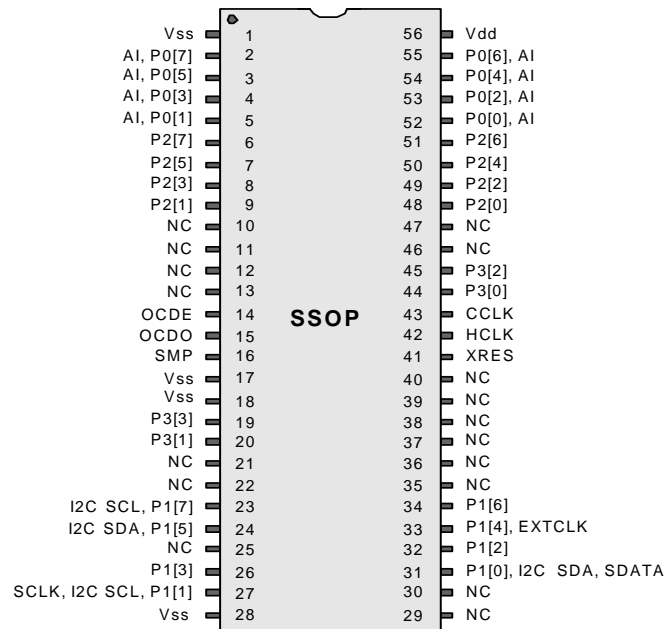 Vss 1 56 Vdd
AI, P0[7] 2 55 P0[6], AI
AI, P0[5] 3 54 P0[4], AI
AI, P0[3] 4 53 P0[2], AI
AI, P0[1] 5 52 P0[0], AI
P2[7] 6 51 P2[6]
P2[5] 7 50 P2[4]
P2[3] 8 49 P2[2]
P2[1] 9 48 P2[0]
NC 10 47 NC
NC 11 46 NC
NC 12 45 P3[2]
NC 13 44 P3[0]
OCDE 14 SSOP 43 CCLK
OCDO 15 42 HCLK
SMP 16 41 XRES
Vss 17 40 NC
Vss 18 39 NC
P3[3] 19 38 NC
P3[1] 20 37 NC
NC 21 36 NC
NC 22 35 NC
I2C SCL, P1[7] 23 34 P1[6]
I2C SDA, P1[5] 24 33 P1[4], EXTCLK
NC 25 32 P1[2]
P1[3] 26 31 P1[0], I2C SDA, SDATA
SCLK, I2C SCL, P1[1] 27 30 NC
Vss 28 29 NC